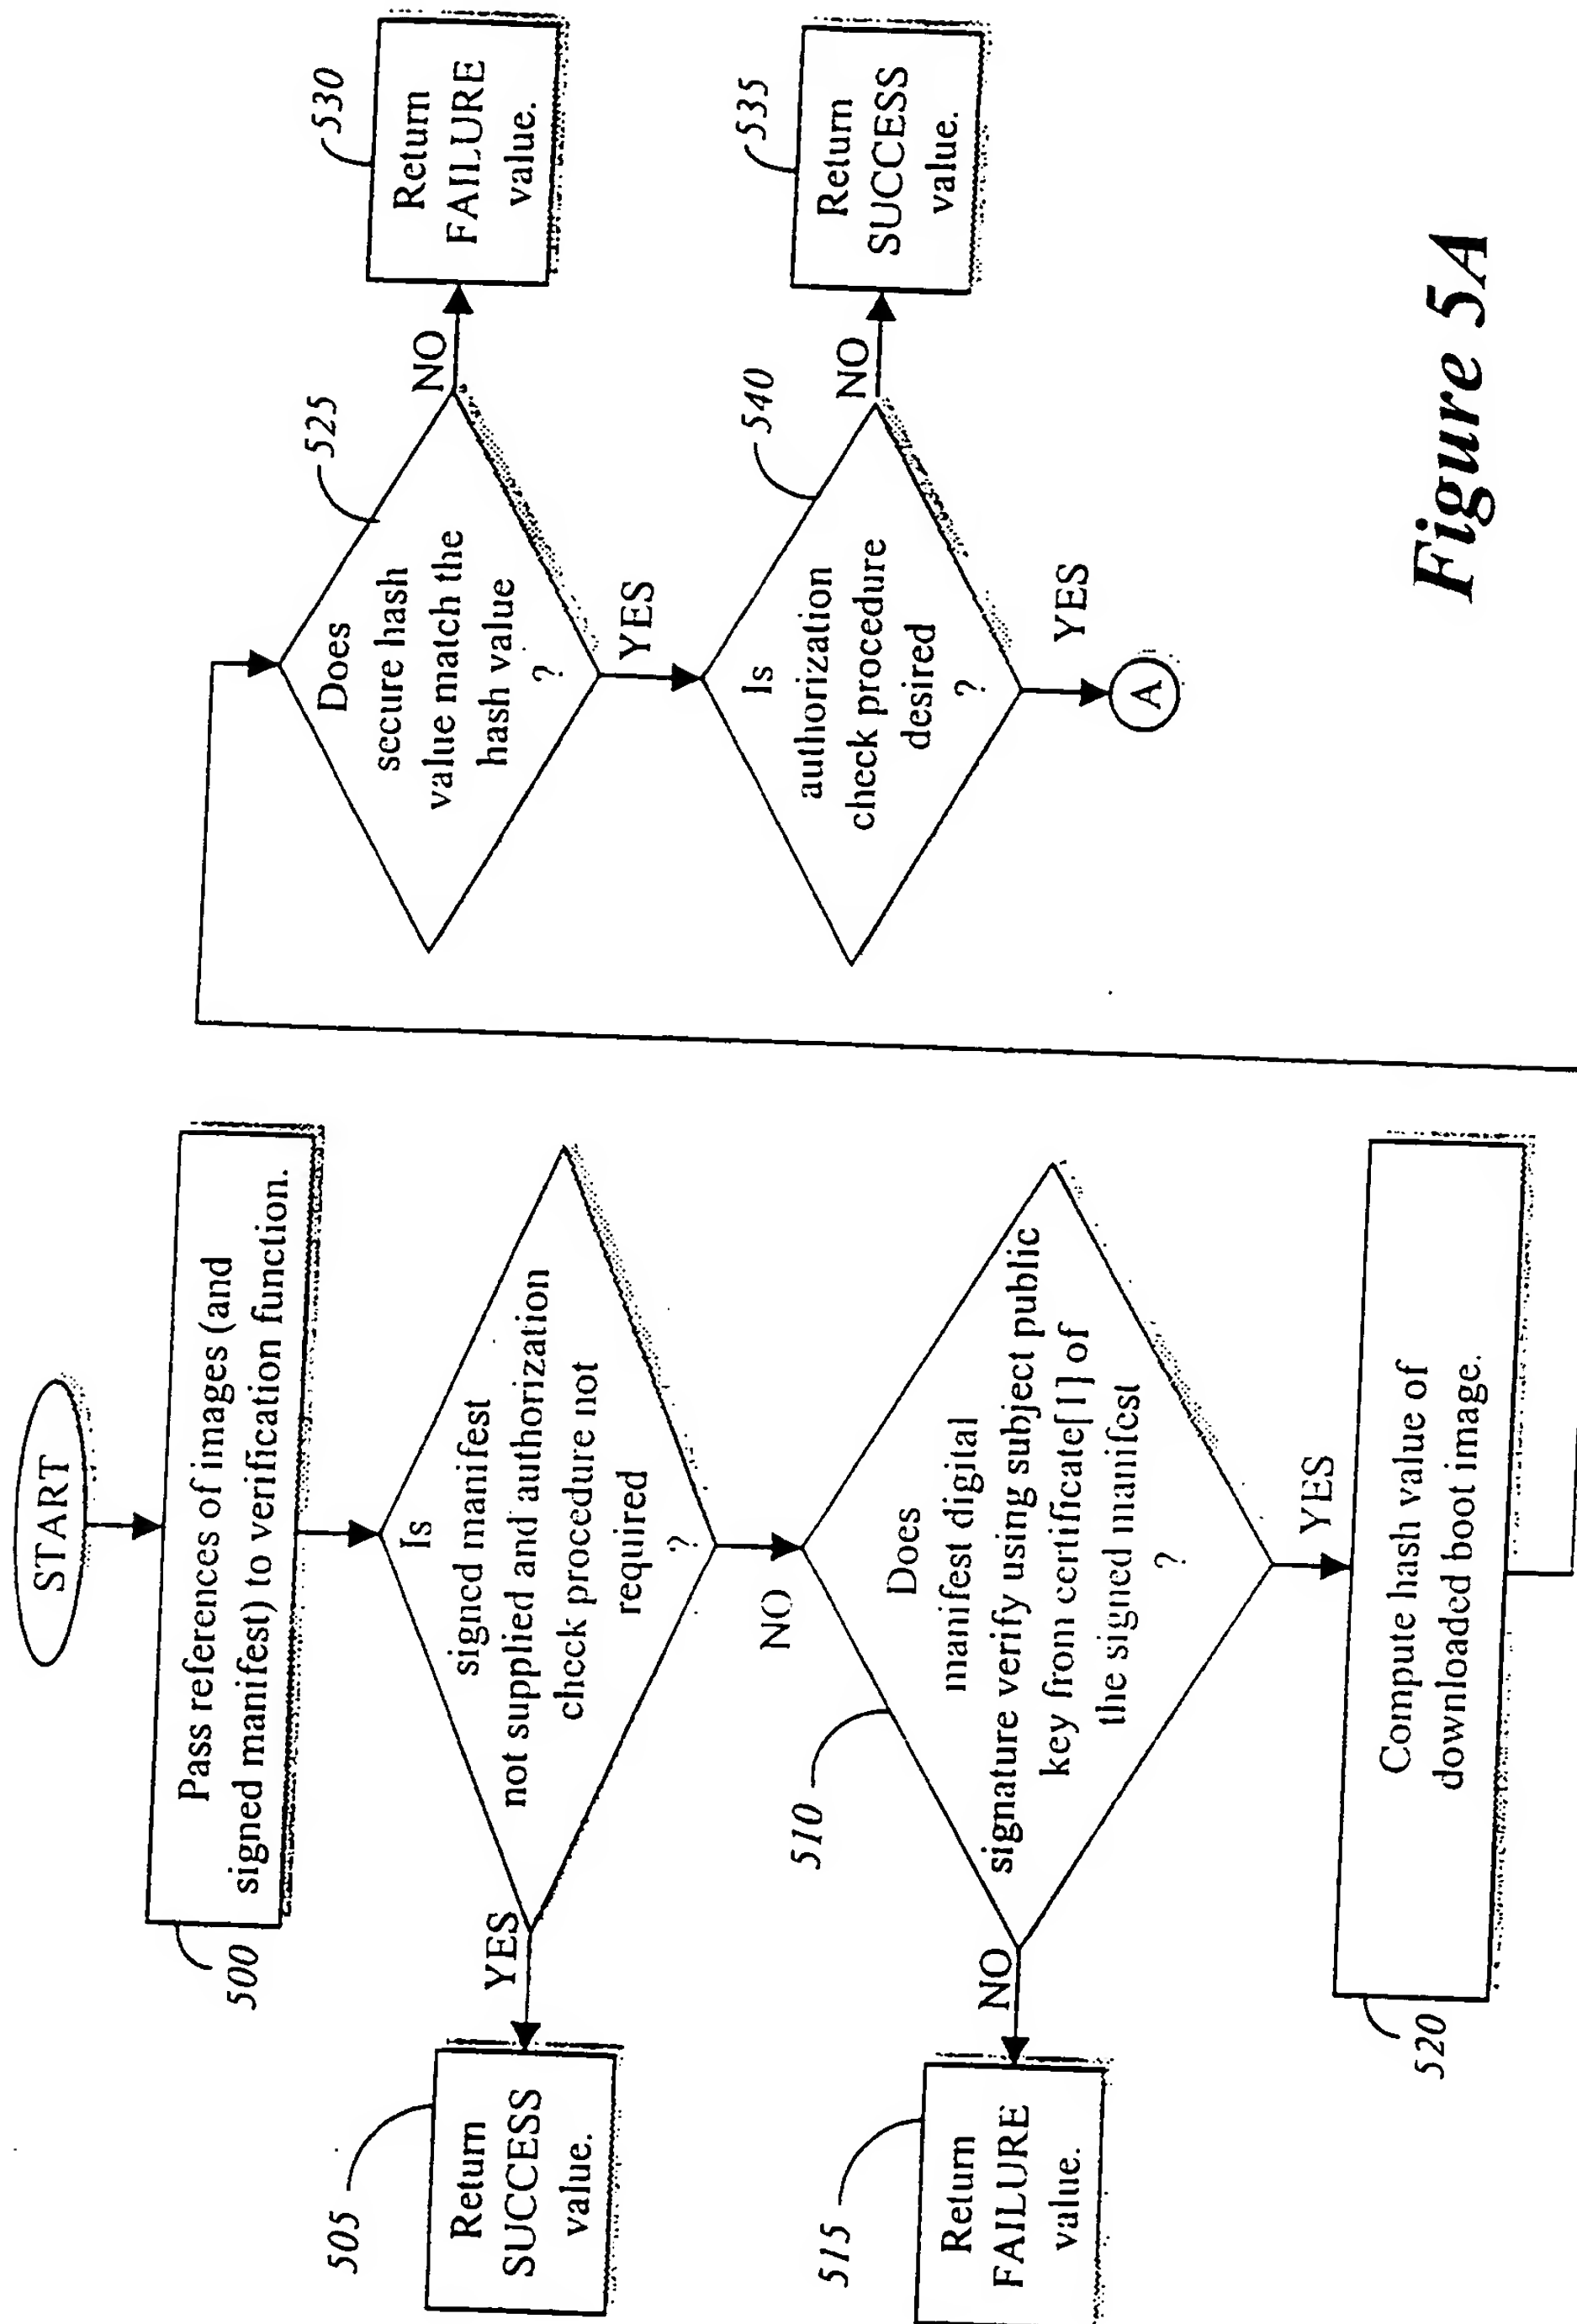 START
Pass references of images (and
signed manifest) to verification function.
500
Is
signed manifest
not supplied and authorization
check procedure not
required
?
YES
505
Return
SUCCESS
value.
NO
Does
manifest digital
signature verify using subject public
key from certificate[1] of
the signed manifest
?
510
NO
515
Return
FAILURE
value.
YES
Compute hash value of
downloaded boot image.
520
Does
secure hash
value match the
hash value
?
525
NO
530
Return
FAILURE
value.
YES
Is
authorization
check procedure
desired
?
540
NO
535
Return
SUCCESS
value.
YES
A
Figure 5A